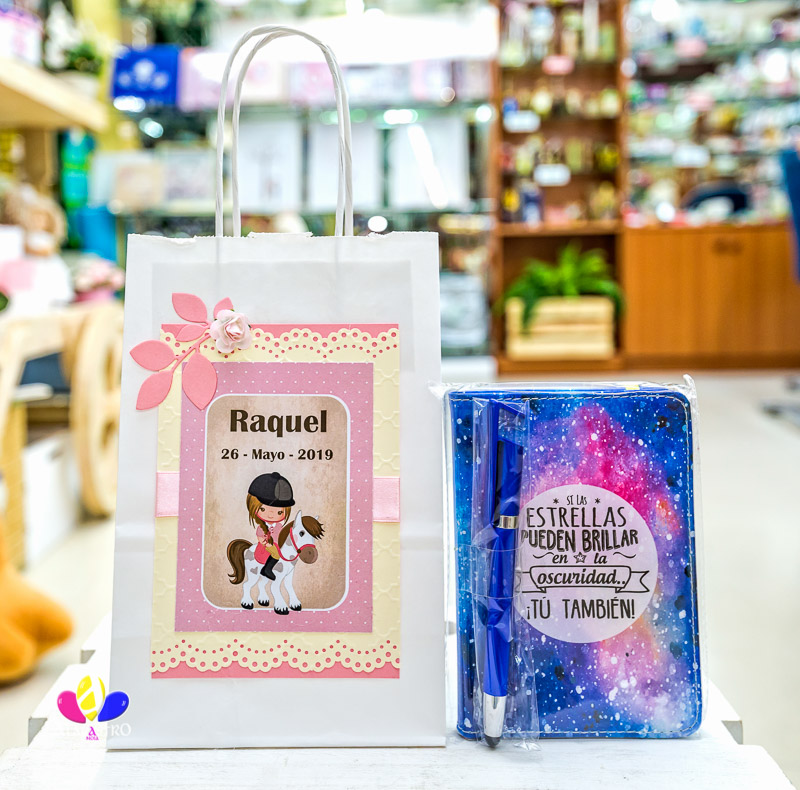 Raquel
26 - Mayo - 2019
SI LAS
ESTRELLAS
PUEDEN BRILLAR
en la
oscuridad..
¡TÚ TAMBIÉN!